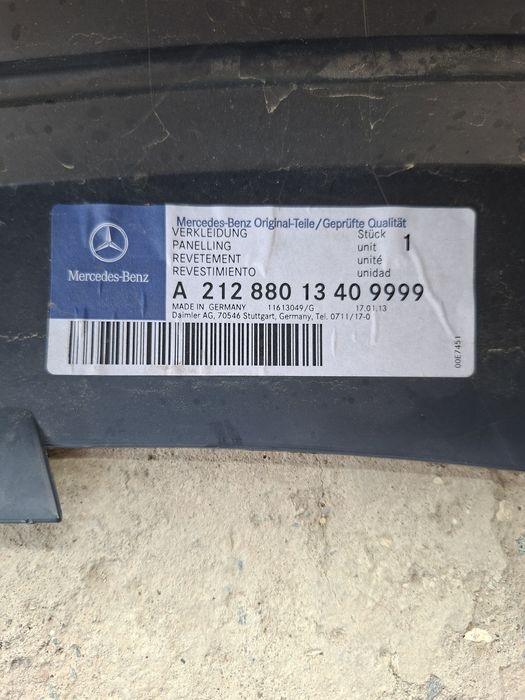 Mercedes-Benz Original-Teile/Geprüfte Qualität
VERKLEIDUNG Stück 1
PANELLING unit
REVETEMENT unité
REVESTIMIENTO unidad
Mercedes-Benz
A 212 880 13 40 9999
MADE IN GERMANY 11613049/G 17.01.13
Daimler AG, 70546 Stuttgart, Germany, Tel. 0711/17-0
00E7451